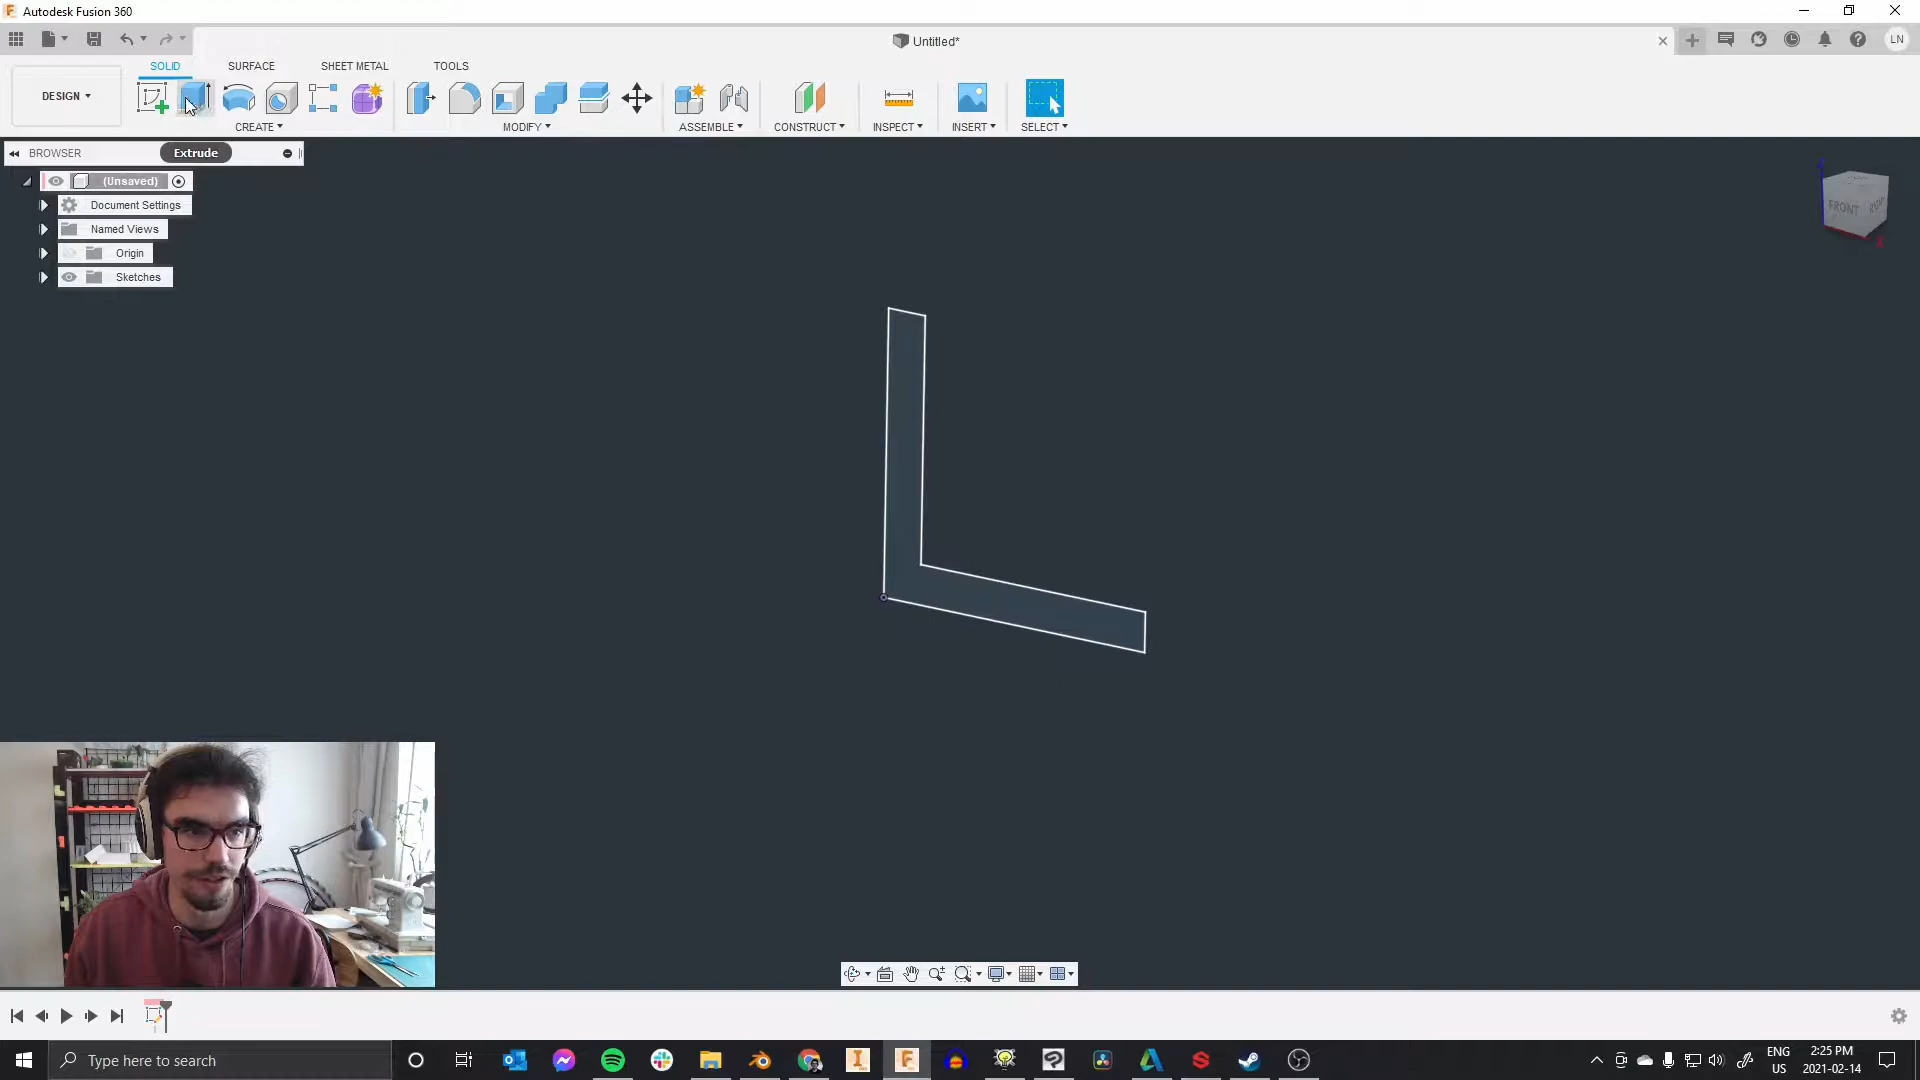 Autodesk Fusion 360
Untitled*
LN
DESIGN
SOLID
SURFACE
SHEET METAL
TOOLS
CREATE
MODIFY
ASSEMBLE
CONSTRUCT
INSPECT
INSERT
SELECT
BROWSER
Extrude
(Unsaved)
Document Settings
Named Views
Origin
Sketches
FRONT
RIGHT
Z
X
Type here to search
ENG
US
2:25 PM
2021-02-14